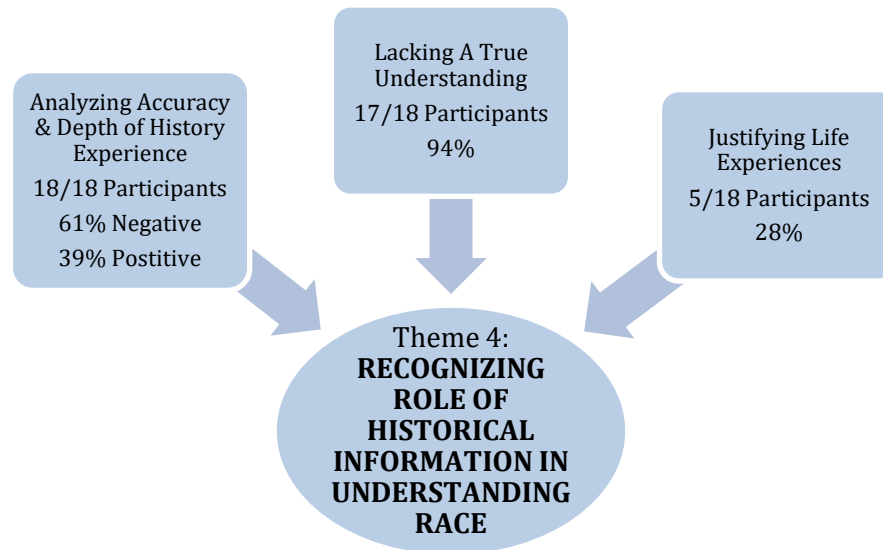 Analyzing Accuracy
& Depth of History
Experience
18/18 Participants
61% Negative
39% Postitive
Lacking A True
Understanding
17/18 Participants
94%
Justifying Life
Experiences
5/18 Participants
28%
Theme 4:
RECOGNIZING
ROLE OF
HISTORICAL
INFORMATION IN
UNDERSTANDING
RACE